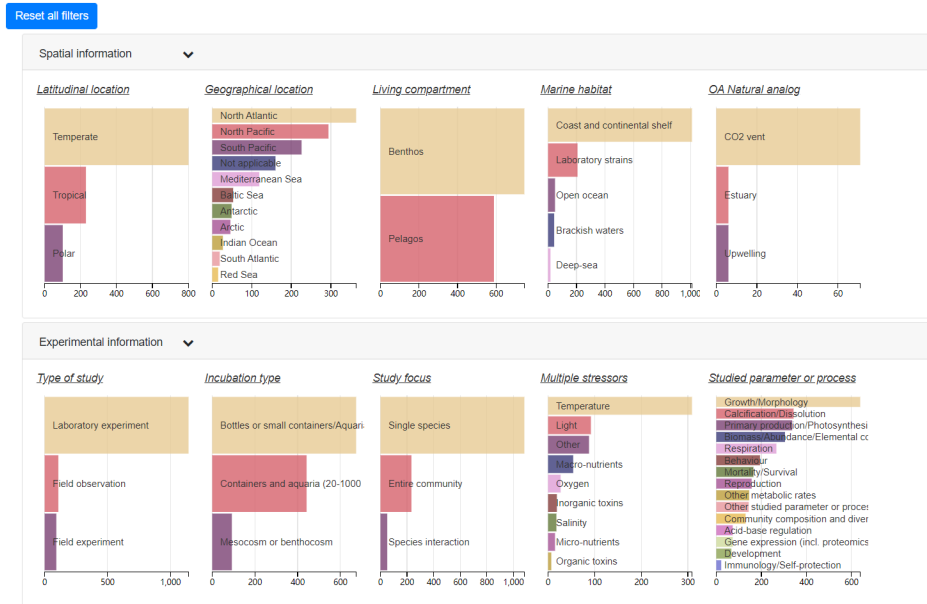 Reset all filters
Spatial information
Latitudinal location
Temperate
Tropical
Polar
0 200 400 600 800
Geographical location
North Atlantic
North Pacific
South Pacific
Not applicable
Mediterranean Sea
Baltic Sea
Antarctic
Arctic
Indian Ocean
South Atlantic
Red Sea
0 100 200 300
Living compartment
Benthos
Pelagos
0 200 400 600
Marine habitat
Coast and continental shelf
Laboratory strains
Open ocean
Brackish waters
Deep-sea
0 200 400 600 800 1,000
OA Natural analog
CO2 vent
Estuary
Upwelling
0 20 40 60
Experimental information
Type of study
Laboratory experiment
Field observation
Field experiment
0 500 1,000
Incubation type
Bottles or small containers/Aquari
Containers and aquaria (20-1000
Mesocosm or benthocosm
0 200 400 600
Study focus
Single species
Entire community
Species interaction
0 200 400 600 800 1,000
Multiple stressors
Temperature
Light
Other
Macro-nutrients
Oxygen
Inorganic toxins
Salinity
Micro-nutrients
Organic toxins
0 100 200 300
Studied parameter or process
Growth/Morphology
Calcification/Dissolution
Primary production/Photosynthesi
Biomass/Abundance/Elemental co
Respiration
Behaviour
Mortality/Survival
Reproduction
Other metabolic rates
Other studied parameter or proces
Community composition and diver
Acid-base regulation
Gene expression (incl. proteomics
Development
Immunology/Self-protection
0 200 400 600